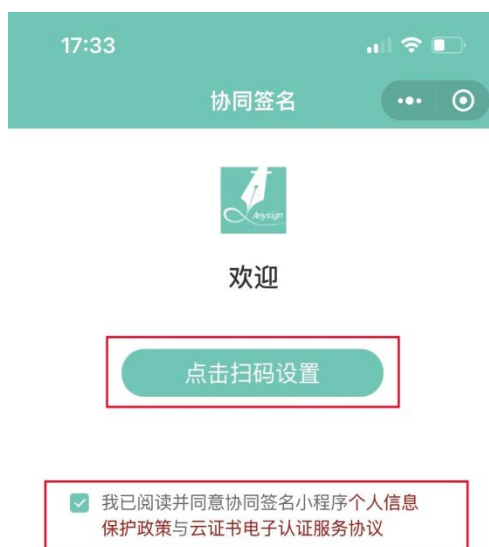 17:33
协同签名
Anysign
欢迎
点击扫码设置
我已阅读并同意协同签名小程序个人信息
保护政策与云证书电子认证服务协议